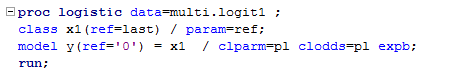 proc logistic data=multi.logit1 ;
class x1(ref=last) / param=ref;
model y(ref='0') = x1 / clparm=pl clodds=pl expb;
run;